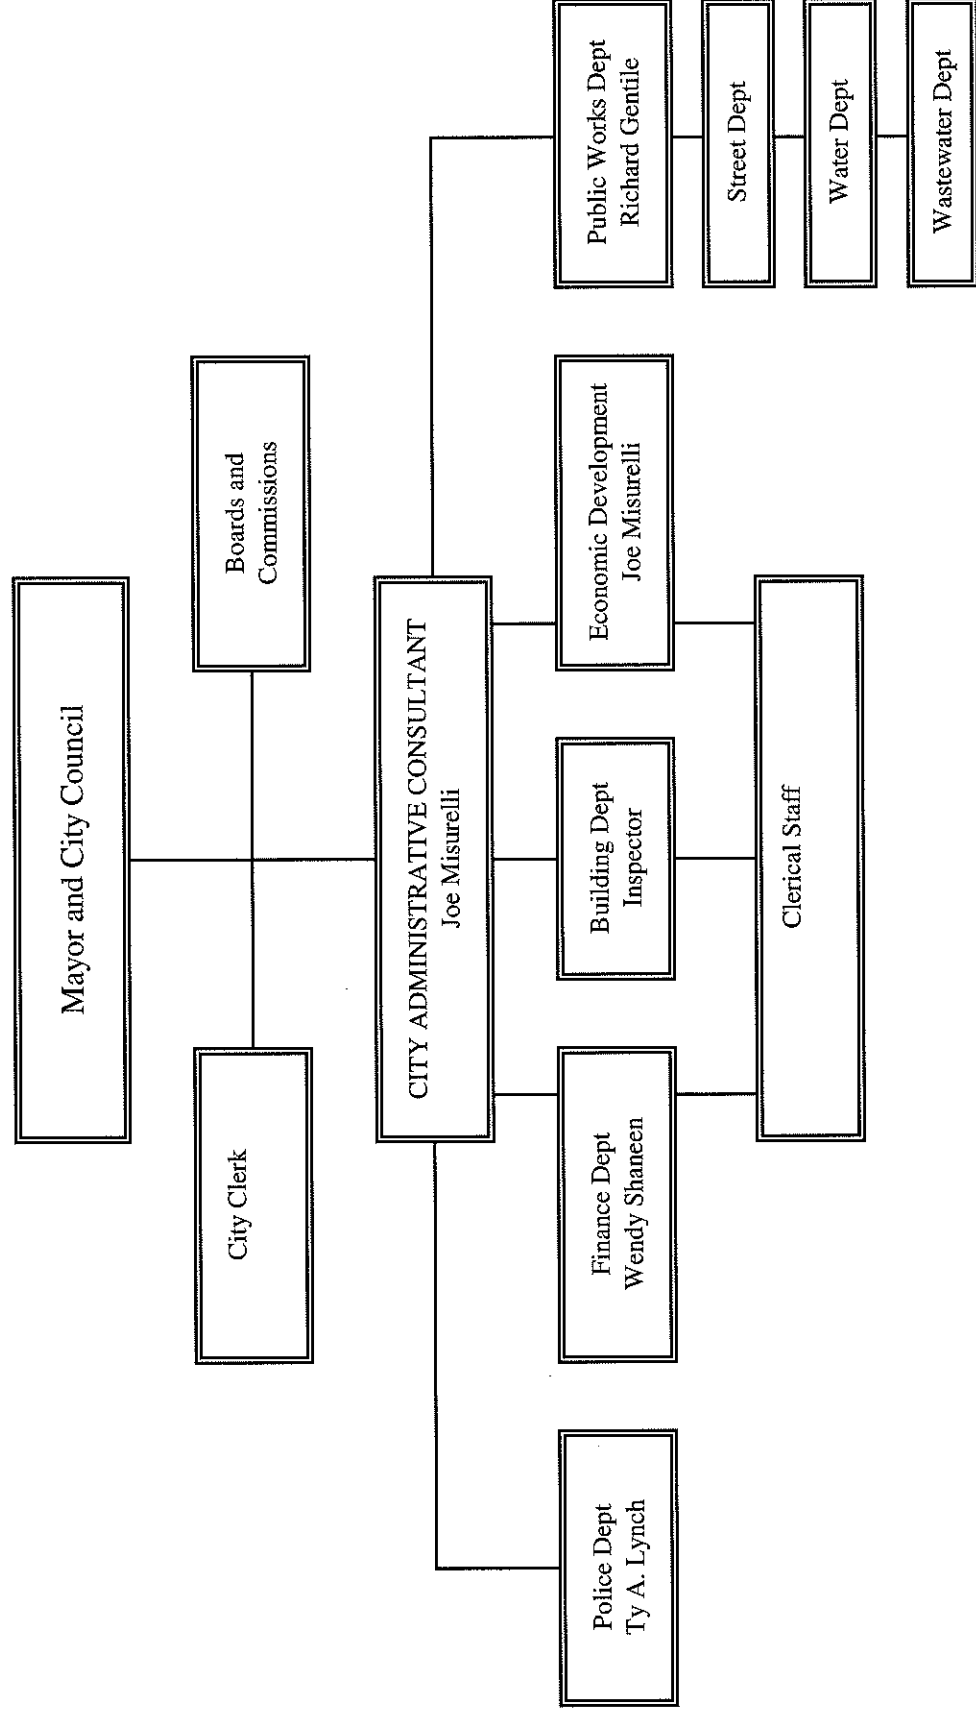 Mayor and City Council
City Clerk
Boards and
Commissions
CITY ADMINISTRATIVE CONSULTANT
Joe Misurelli
Police Dept
Ty A. Lynch
Finance Dept
Wendy Shaneen
Building Dept
Inspector
Economic Development
Joe Misurelli
Public Works Dept
Richard Gentile
Street Dept
Water Dept
Wastewater Dept
Clerical Staff